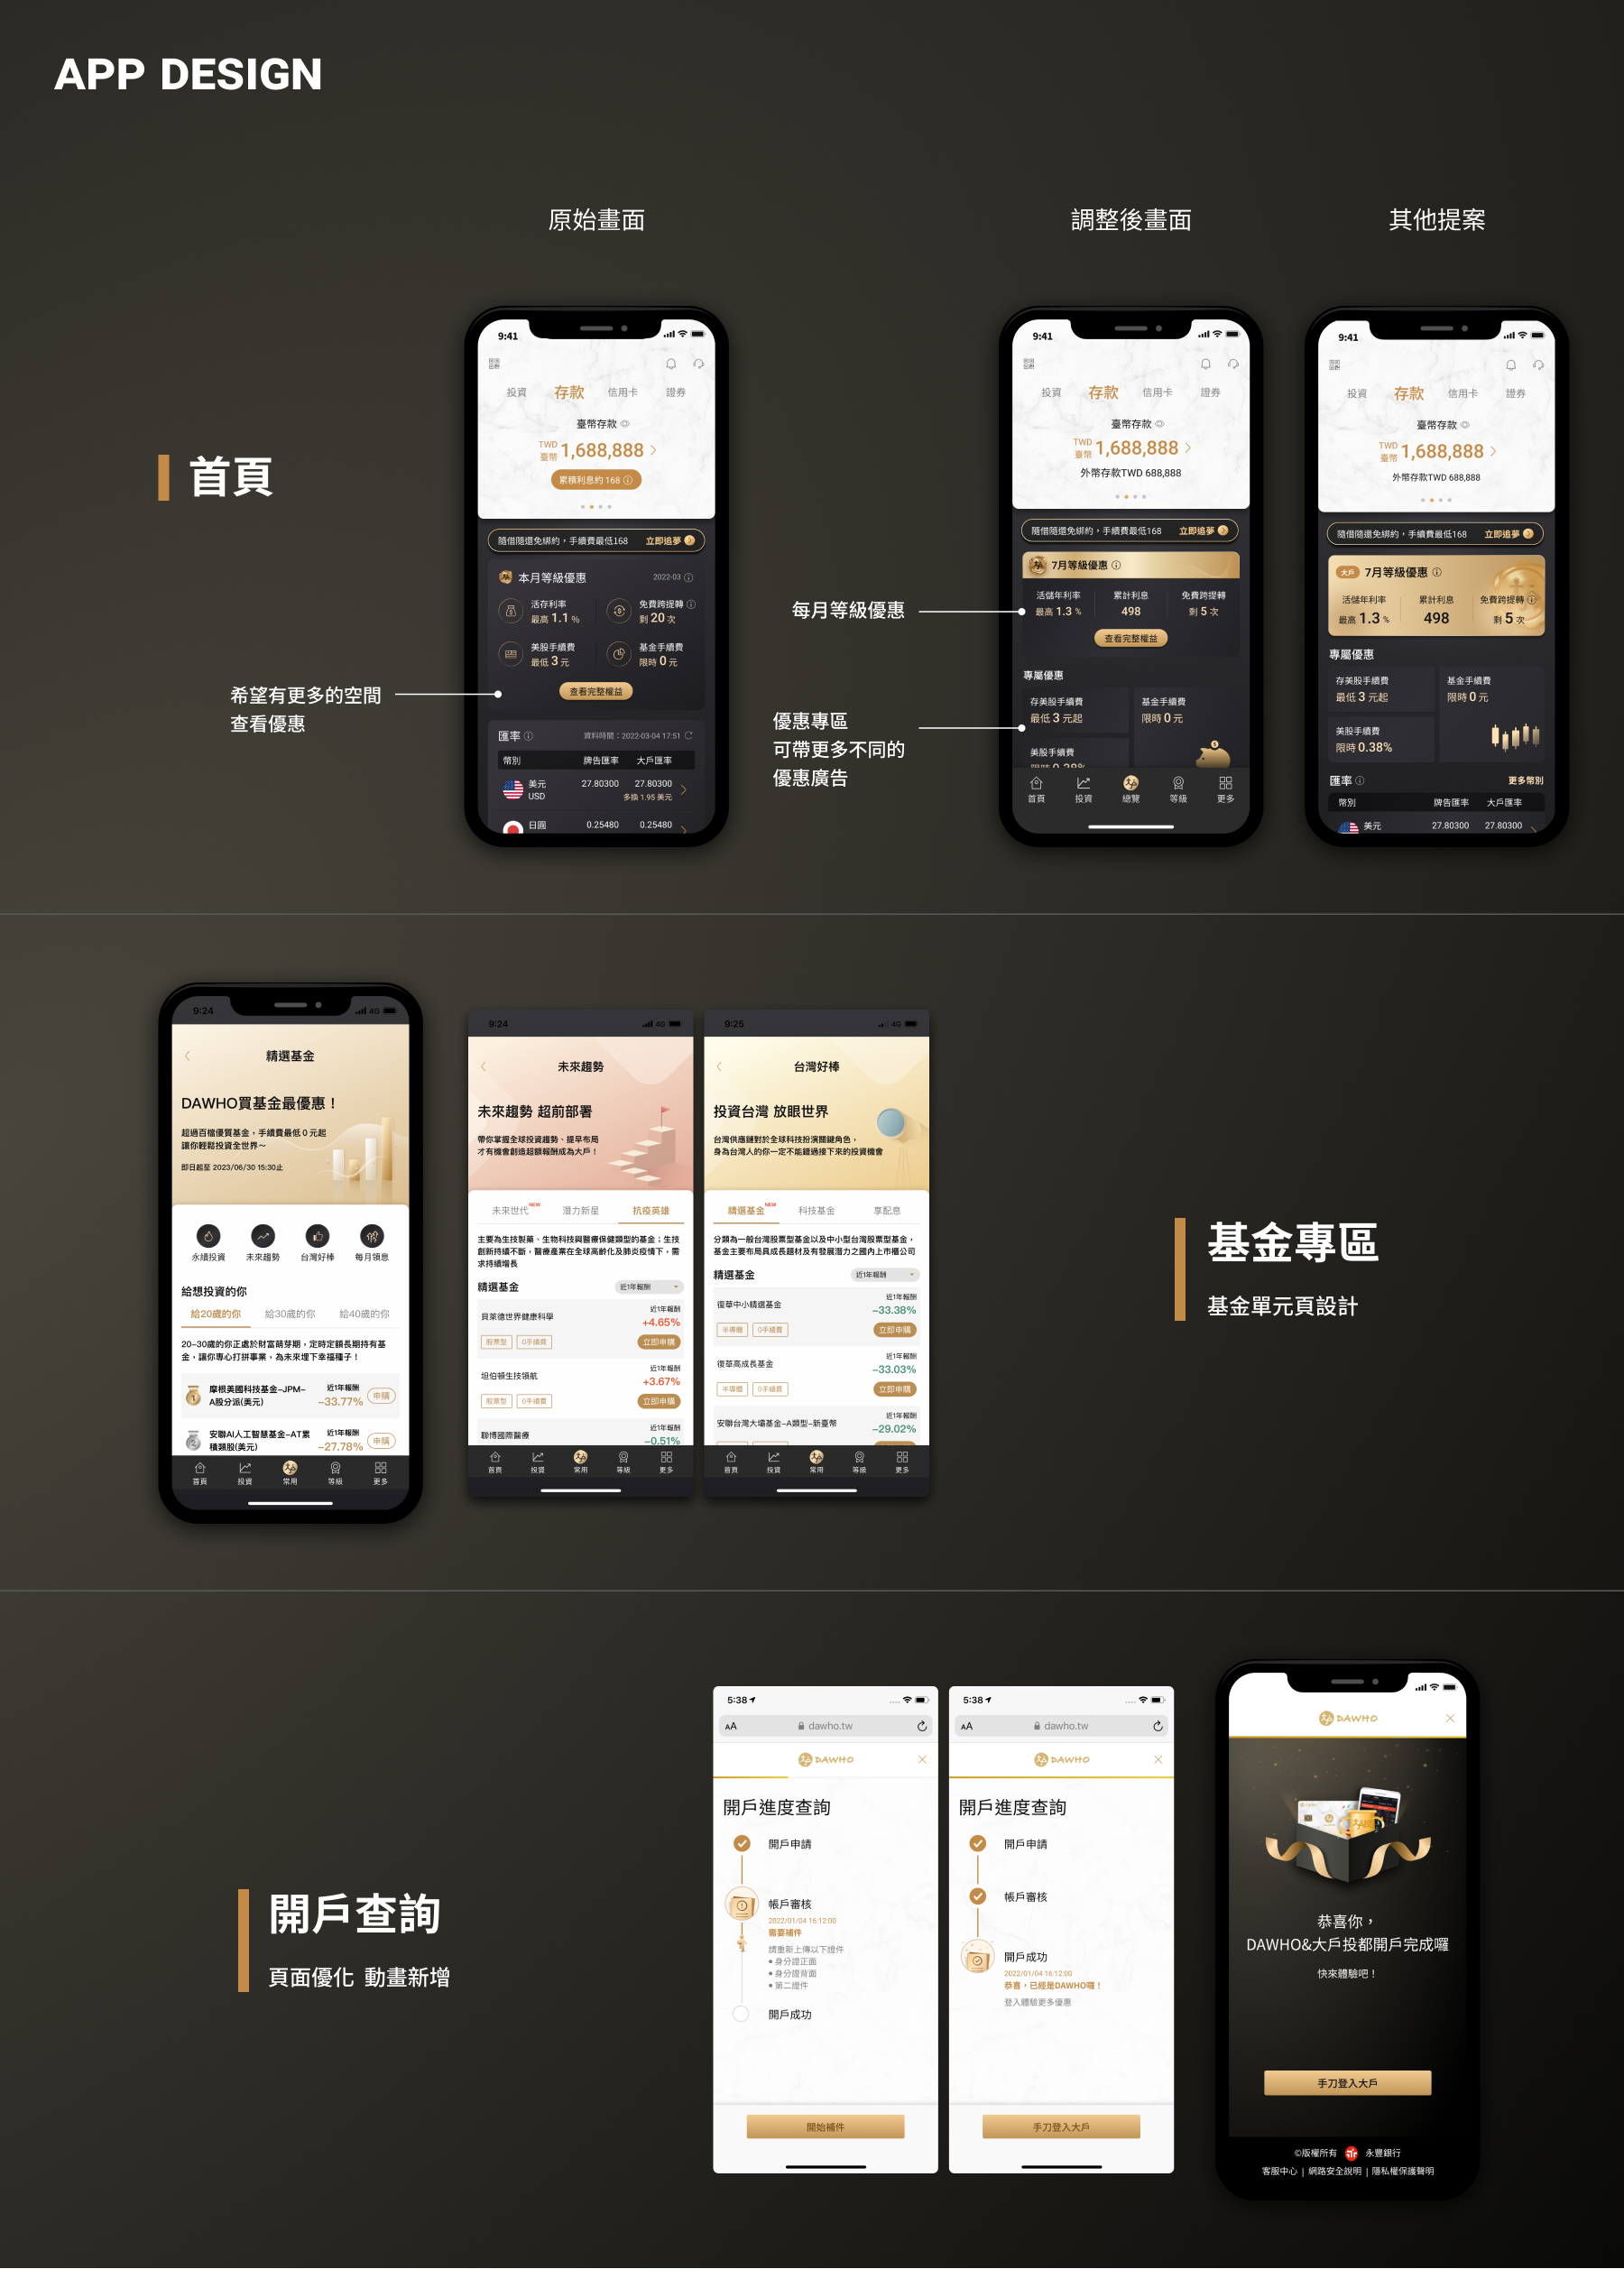 APP DESIGN
原始畫面
調整後畫面
其他提案
首頁
希望有更多的空間
查看優惠
9:41
投資 存款 信用卡 證券
臺幣存款
TWD
臺幣 1,688,888
累積利息約 168
隨借隨還免綁約,手續費最低168 立即追夢
本月等級優惠 2022-03
活存利率
最高 1.1 %
免費跨提轉
剩 20 次
美股手續費
最低 3 元
基金手續費
限時 0 元
查看完整權益
匯率 資料時間:2022-03-04 17:51
幣別 牌告匯率 大戶匯率
美元
USD
27.80300 27.80300
多換 1.95 美元
日圓 0.25480 0.25480
每月等級優惠
優惠專區
可帶更多不同的
優惠廣告
9:41
投資 存款 信用卡 證券
臺幣存款
TWD
臺幣 1,688,888
外幣存款TWD 688,888
隨借隨還免綁約,手續費最低168 立即追夢
7月等級優惠
活儲年利率 累計利息 免費跨提轉
最高 1.3 % 498 剩 5 次
查看完整權益
專屬優惠
存美股手續費
最低 3 元起
基金手續費
限時 0 元
美股手續費
限時 0.38%
首頁 投資 總覽 等級 更多
9:41
投資 存款 信用卡 證券
臺幣存款
TWD
臺幣 1,688,888
外幣存款TWD 688,888
隨借隨還免綁約,手續費最低168 立即追夢
大戶 7月等級優惠
活儲年利率 累計利息 免費跨提轉
最高 1.3 % 498 剩 5 次
專屬優惠
存美股手續費
最低 3 元起
基金手續費
限時 0 元
美股手續費
限時 0.38%
匯率 更多幣別
幣別 牌告匯率 大戶匯率
美元 27.80300 27.80300
9:24 4G
精選基金
DAWHO買基金最優惠!
超過百檔優質基金,手續費最低 0 元起
讓你輕鬆投資全世界~
即日起至 2023/06/30 15:30止
永續投資 未來趨勢 台灣好棒 每月領息
給想投資的你
給20歲的你 給30歲的你 給40歲的你
20-30歲的你正處於財富萌芽期,定時定額長期持有基
金,讓你專心打拼事業,為未來埋下幸福種子!
1 摩根美國科技基金-JPM-
A股分派(美元)
近1年報酬
-33.77% 申購
2 安聯AI人工智慧基金-AT累
積類股(美元)
近1年報酬
-27.78% 申購
首頁 投資 常用 等級 更多
9:24 4G
未來趨勢
未來趨勢 超前部署
帶你掌握全球投資趨勢、提早布局
才有機會創造超額報酬成為大戶!
未來世代 NEW 潛力新星 抗疫英雄
主要為生技製藥、生物科技與醫療保健類型的基金;生技
創新持續不斷,醫療產業在全球高齡化及肺炎疫情下,需
求持續增長
精選基金 近1年報酬
貝萊德世界健康科學 近1年報酬
+4.65%
股票型 0手續費 立即申購
坦伯頓生技領航 近1年報酬
+3.67%
股票型 0手續費 立即申購
聯博國際醫療 近1年報酬
-0.51%
首頁 投資 常用 等級 更多
9:25 4G
台灣好棒
投資台灣 放眼世界
台灣供應鏈對於全球科技扮演關鍵角色,
身為台灣人的你一定不能錯過接下來的投資機會
精選基金 NEW 科技基金 享配息
分類為一般台灣股票型基金以及中小型台灣股票型基金,
基金主要布局具成長題材及有發展潛力之國內上市櫃公司
精選基金 近1年報酬
復華中小精選基金 近1年報酬
-33.38%
半導體 0手續費 立即申購
復華高成長基金 近1年報酬
-33.03%
半導體 0手續費 立即申購
安聯台灣大壩基金-A類型-新臺幣 近1年報酬
-29.02%
首頁 投資 常用 等級 更多
基金專區
基金單元頁設計
開戶查詢
頁面優化 動畫新增
5:38
AA dawho.tw
DAWHO
開戶進度查詢
開戶申請
帳戶審核
2022/01/04 16:12:00
需要補件
請重新上傳以下證件
• 身分證正面
• 身分證背面
• 第二證件
開戶成功
開始補件
5:38
AA dawho.tw
DAWHO
開戶進度查詢
開戶申請
帳戶審核
開戶成功
2022/01/04 16:12:00
恭喜,已經是DAWHO囉!
登入體驗更多優惠
手刀登入大戶
DAWHO
恭喜你,
DAWHO&大戶投都開戶完成囉
快來體驗吧!
手刀登入大戶
©版權所有 永豐銀行
客服中心 | 網路安全說明 | 隱私權保護聲明